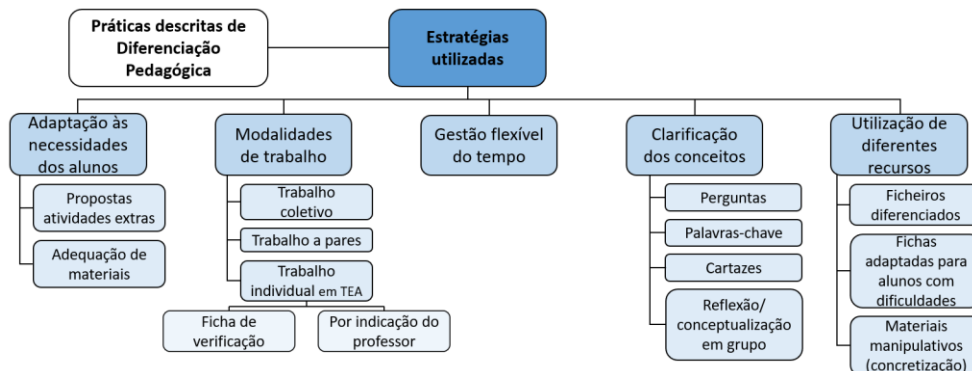 Práticas descritas de
Diferenciação
Pedagógica
Estratégias
utilizadas
Adaptação às
necessidades
dos alunos
Propostas
atividades extras
Adequação de
materiais
Modalidades
de trabalho
Trabalho
coletivo
Trabalho a pares
Trabalho
individual em TEA
Ficha de
verificação
Por indicação do
professor
Gestão flexível
do tempo
Clarificação
dos conceitos
Perguntas
Palavras-chave
Cartazes
Reflexão/
conceptualização
em grupo
Utilização de
diferentes
recursos
Ficheiros
diferenciados
Fichas
adaptadas para
alunos com
dificuldades
Materiais
manipulativos
(concretização)